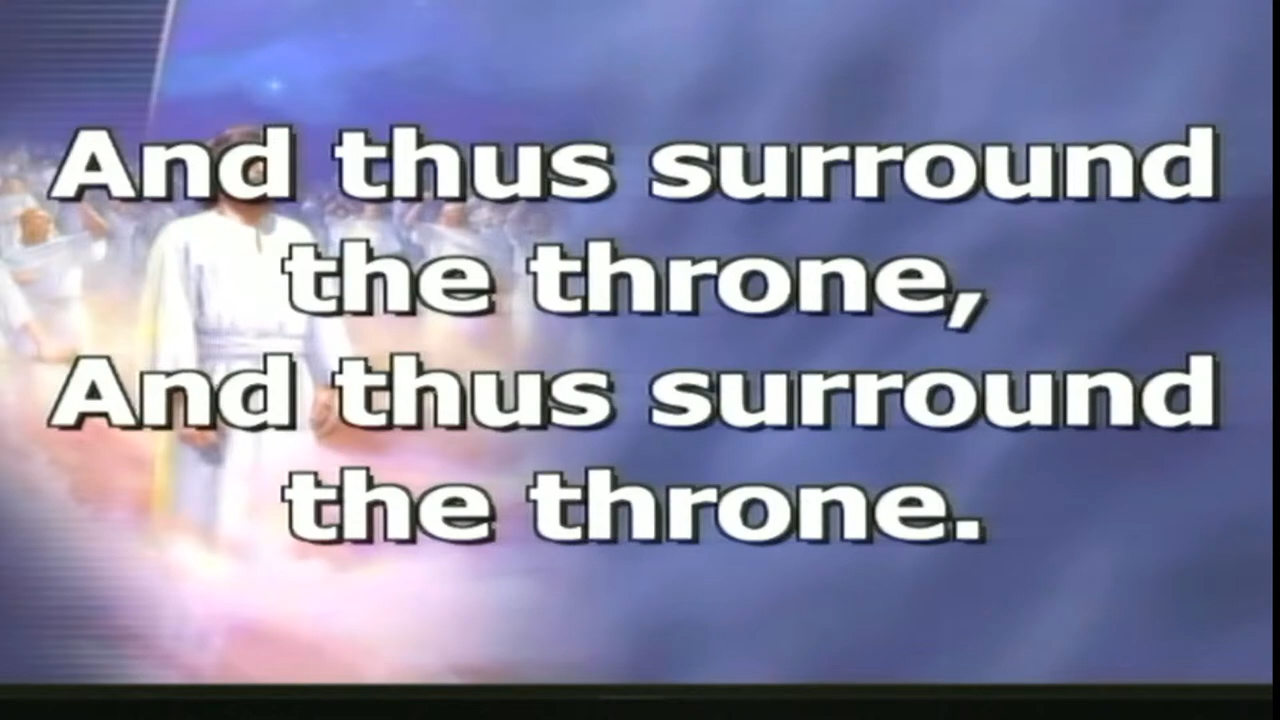 And thus surround
the throne,
And thus surround
the throne.